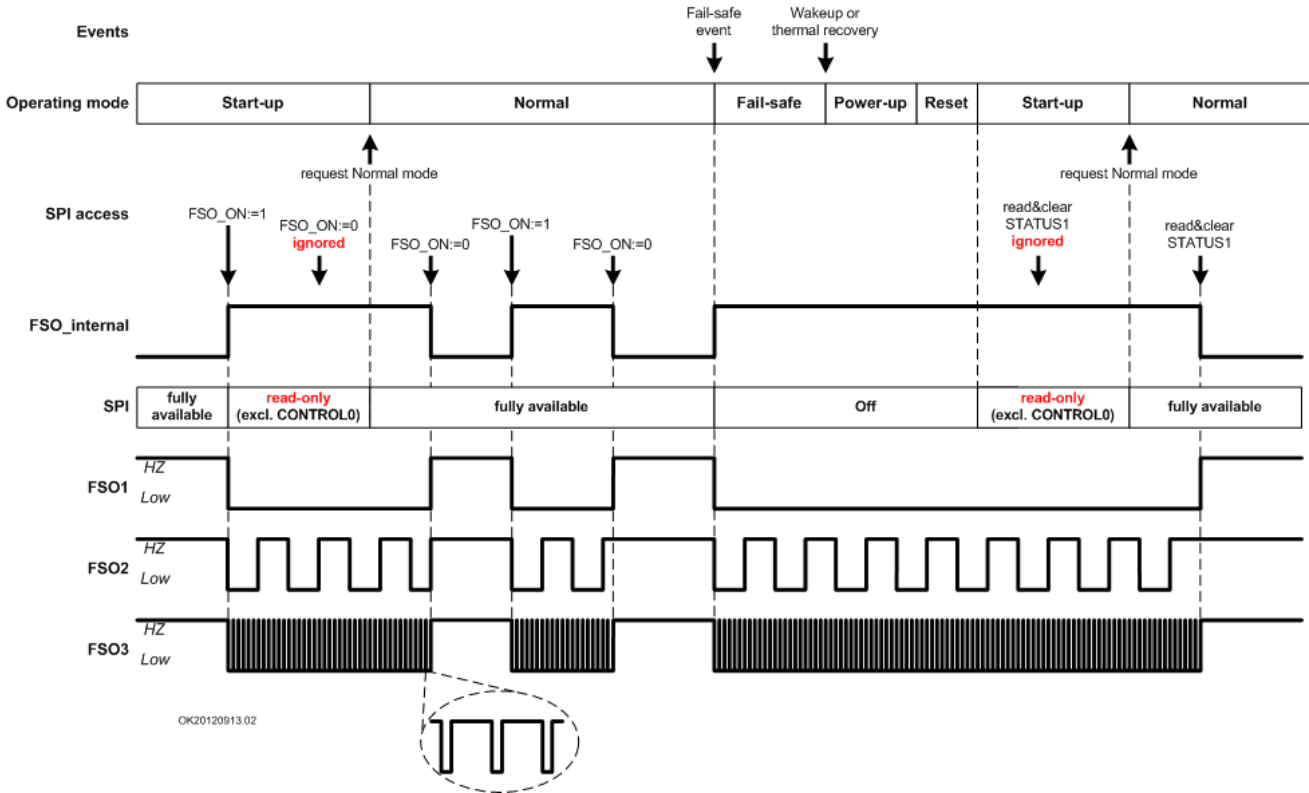 Events
Fail-safe
event
Wakeup or
thermal recovery
Operating mode
Start-up
Normal
Fail-safe
Power-up
Reset
Start-up
Normal
request Normal mode
request Normal mode
SPI access
FSO_ON:=1
FSO_ON:=0
ignored
FSO_ON:=0
FSO_ON:=1
FSO_ON:=0
read&clear
STATUS1
ignored
read&clear
STATUS1
FSO_internal
SPI
fully
available
read-only
(excl. CONTROL0)
fully available
Off
read-only
(excl. CONTROL0)
fully available
FSO1
HZ
Low
FSO2
HZ
Low
FSO3
HZ
Low
OK20120913.02